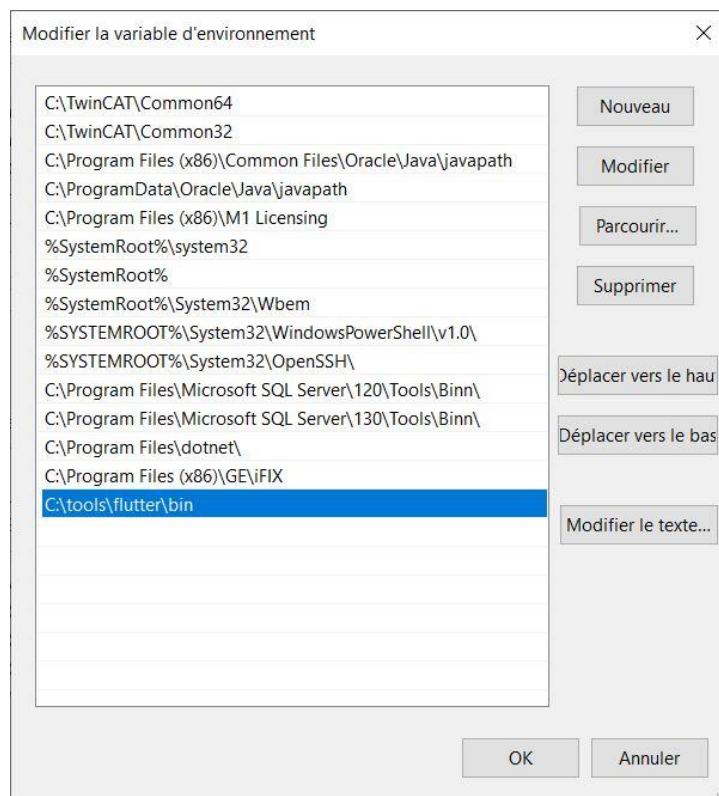 Modifier la variable d'environnement
C:\TwinCAT\Common64
C:\TwinCAT\Common32
C:\Program Files (x86)\Common Files\Oracle\Java\javapath
C:\ProgramData\Oracle\Java\javapath
C:\Program Files (x86)\M1 Licensing
%SystemRoot%\system32
%SystemRoot%
%SystemRoot%\System32\Wbem
%SYSTEMROOT%\System32\WindowsPowerShell\v1.0\
%SYSTEMROOT%\System32\OpenSSH\
C:\Program Files\Microsoft SQL Server\120\Tools\Binn\
C:\Program Files\Microsoft SQL Server\130\Tools\Binn\
C:\Program Files\dotnet\
C:\Program Files (x86)\GE\iFIX
C:\tools\flutter\bin
Nouveau
Modifier
Parcourir...
Supprimer
Déplacer vers le hau
Déplacer vers le bas
Modifier le texte...
OK
Annuler